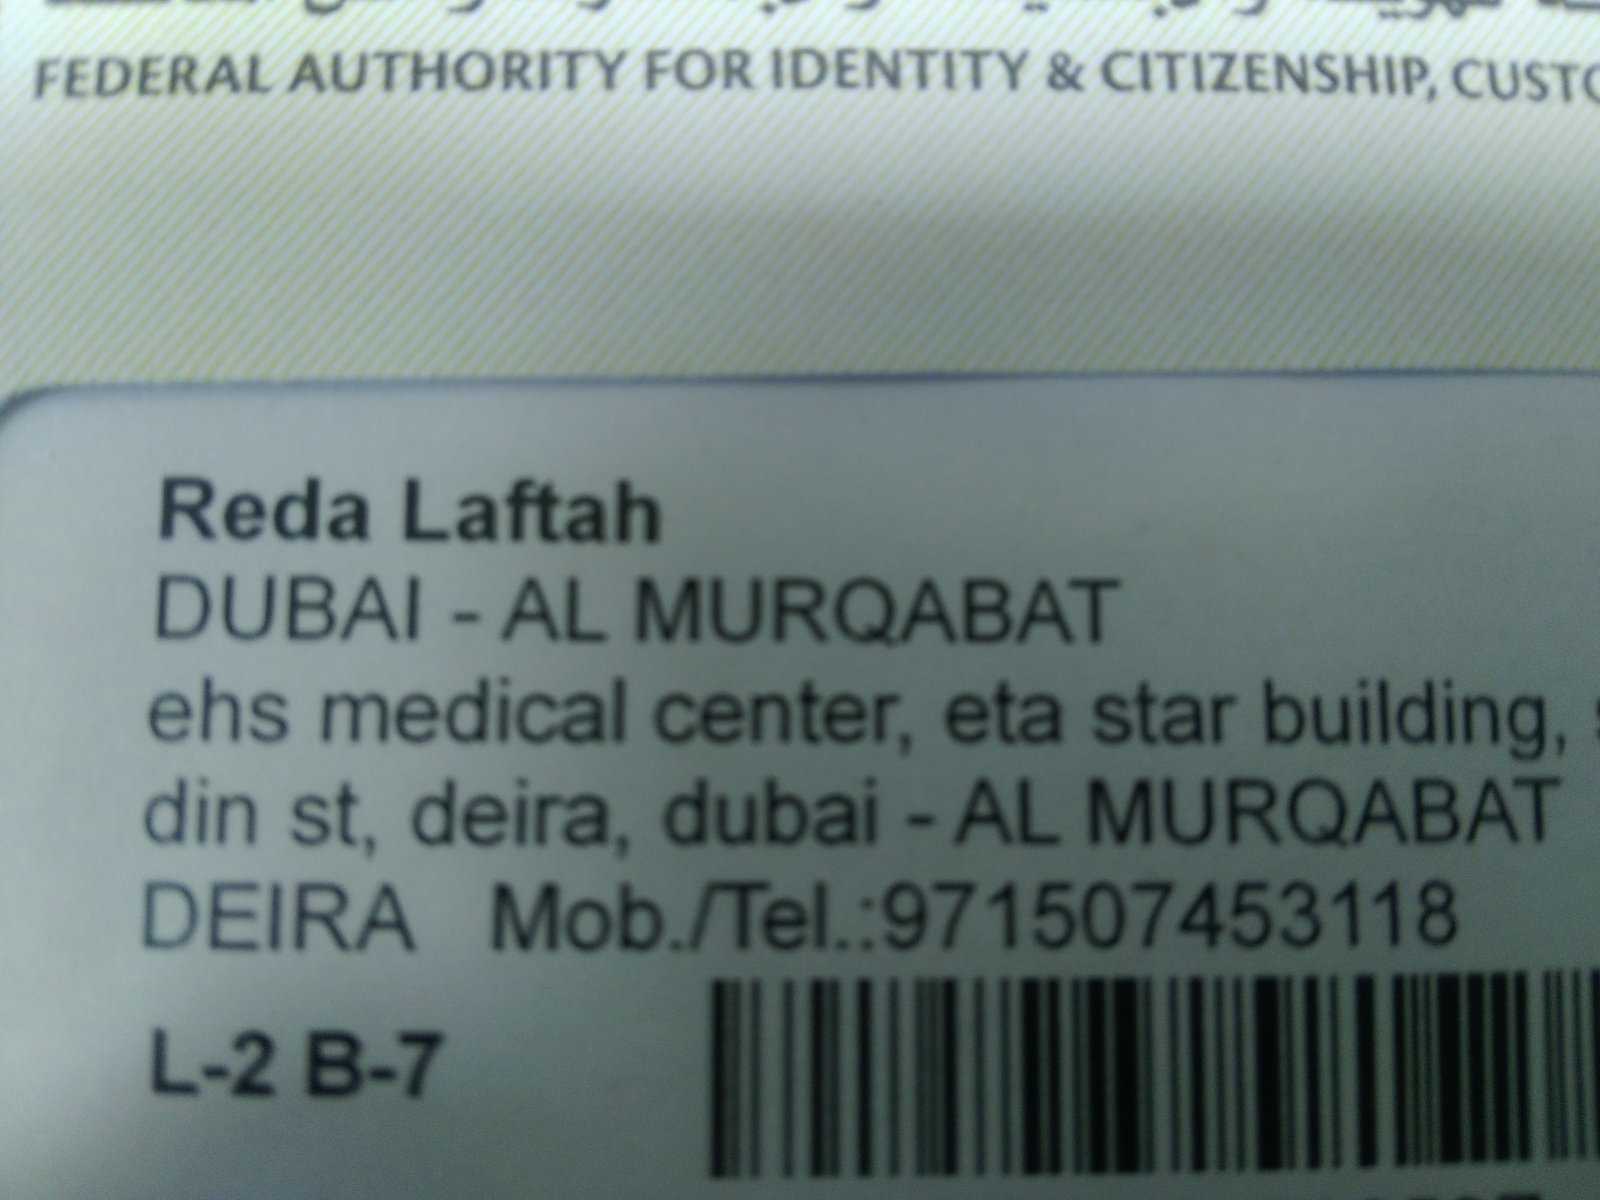 FEDERAL AUTHORITY FOR IDENTITY & CITIZENSHIP,
Reda Laftah
DUBAI - AL MURQABAT
ehs medical center, eta star building,
din st, deira, dubai - AL MURQABAT
DEIRA Mob./Tel.:971507453118
L-2 B-7